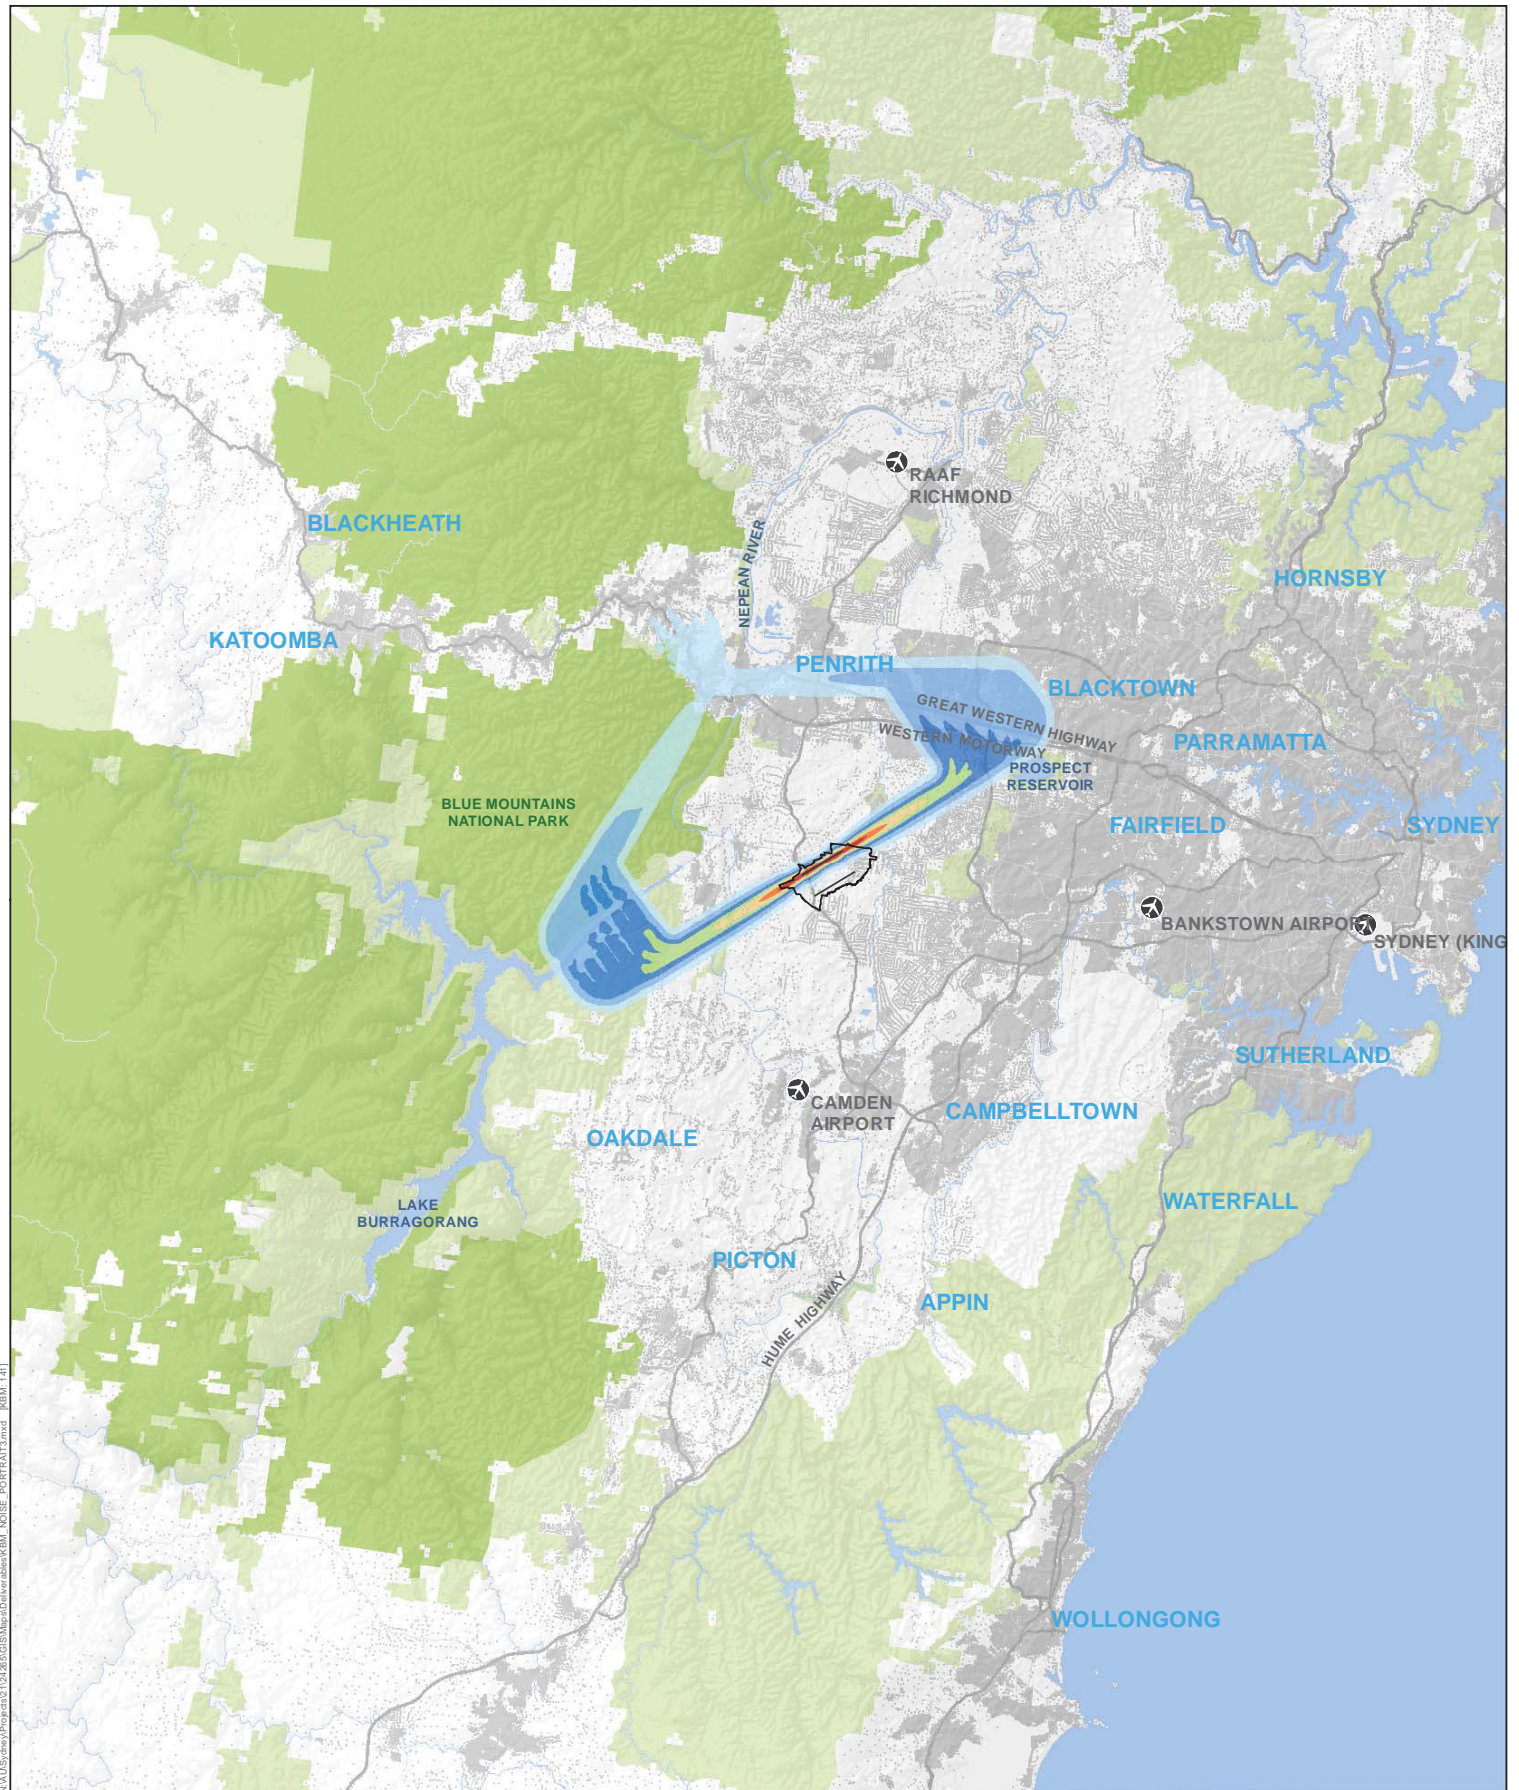 RAAF
RICHMOND
BLACKHEATH
NEPEAN RIVER
HORNSBY
KATOOMBA
PENRITH
BLACKTOWN
GREAT WESTERN HIGHWAY
WESTERN MOTORWAY
PARRAMATTA
PROSPECT
RESERVOIR
BLUE MOUNTAINS
NATIONAL PARK
FAIRFIELD
SYDNEY
BANKSTOWN AIRPORT
SYDNEY (KING
SUTHERLAND
CAMDEN
AIRPORT
CAMPBELLTOWN
OAKDALE
LAKE
BURRAGORANG
WATERFALL
PICTON
APPIN
HUME HIGHWAY
WOLLONGONG